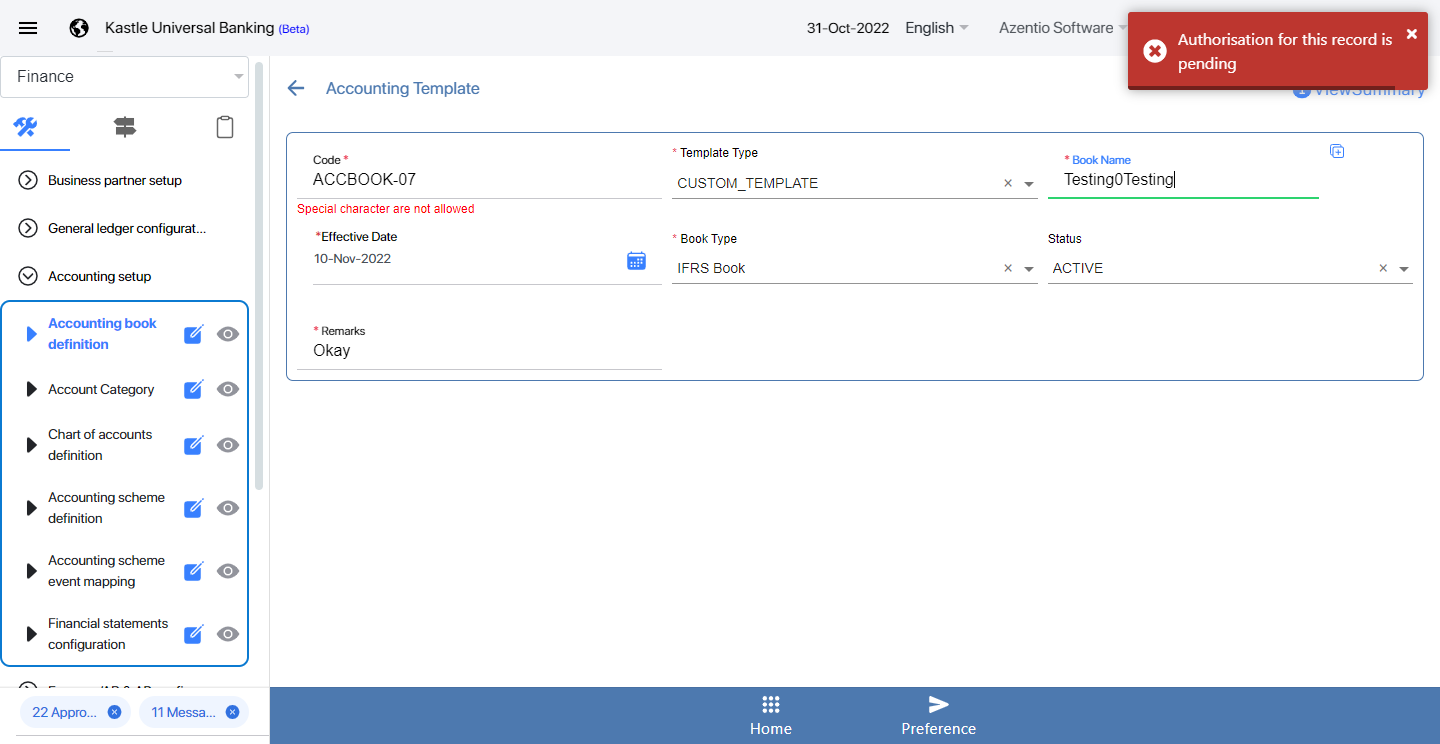 Kastle Universal Banking (Beta)
31-Oct-2022
English
Azentio Software
Authorisation for this record is
pending
Finance
Accounting Template
ViewSummary
Business partner setup
General ledger configurat...
Accounting setup
Accounting book
definition
Account Category
Chart of accounts
definition
Accounting scheme
definition
Accounting scheme
event mapping
Financial statements
configuration
22 Appro...
11 Messa...
Code *
ACCBOOK-07
Special character are not allowed
* Template Type
CUSTOM_TEMPLATE
* Book Name
Testing0Testing
*Effective Date
10-Nov-2022
* Book Type
IFRS Book
Status
ACTIVE
* Remarks
Okay
Home
Preference